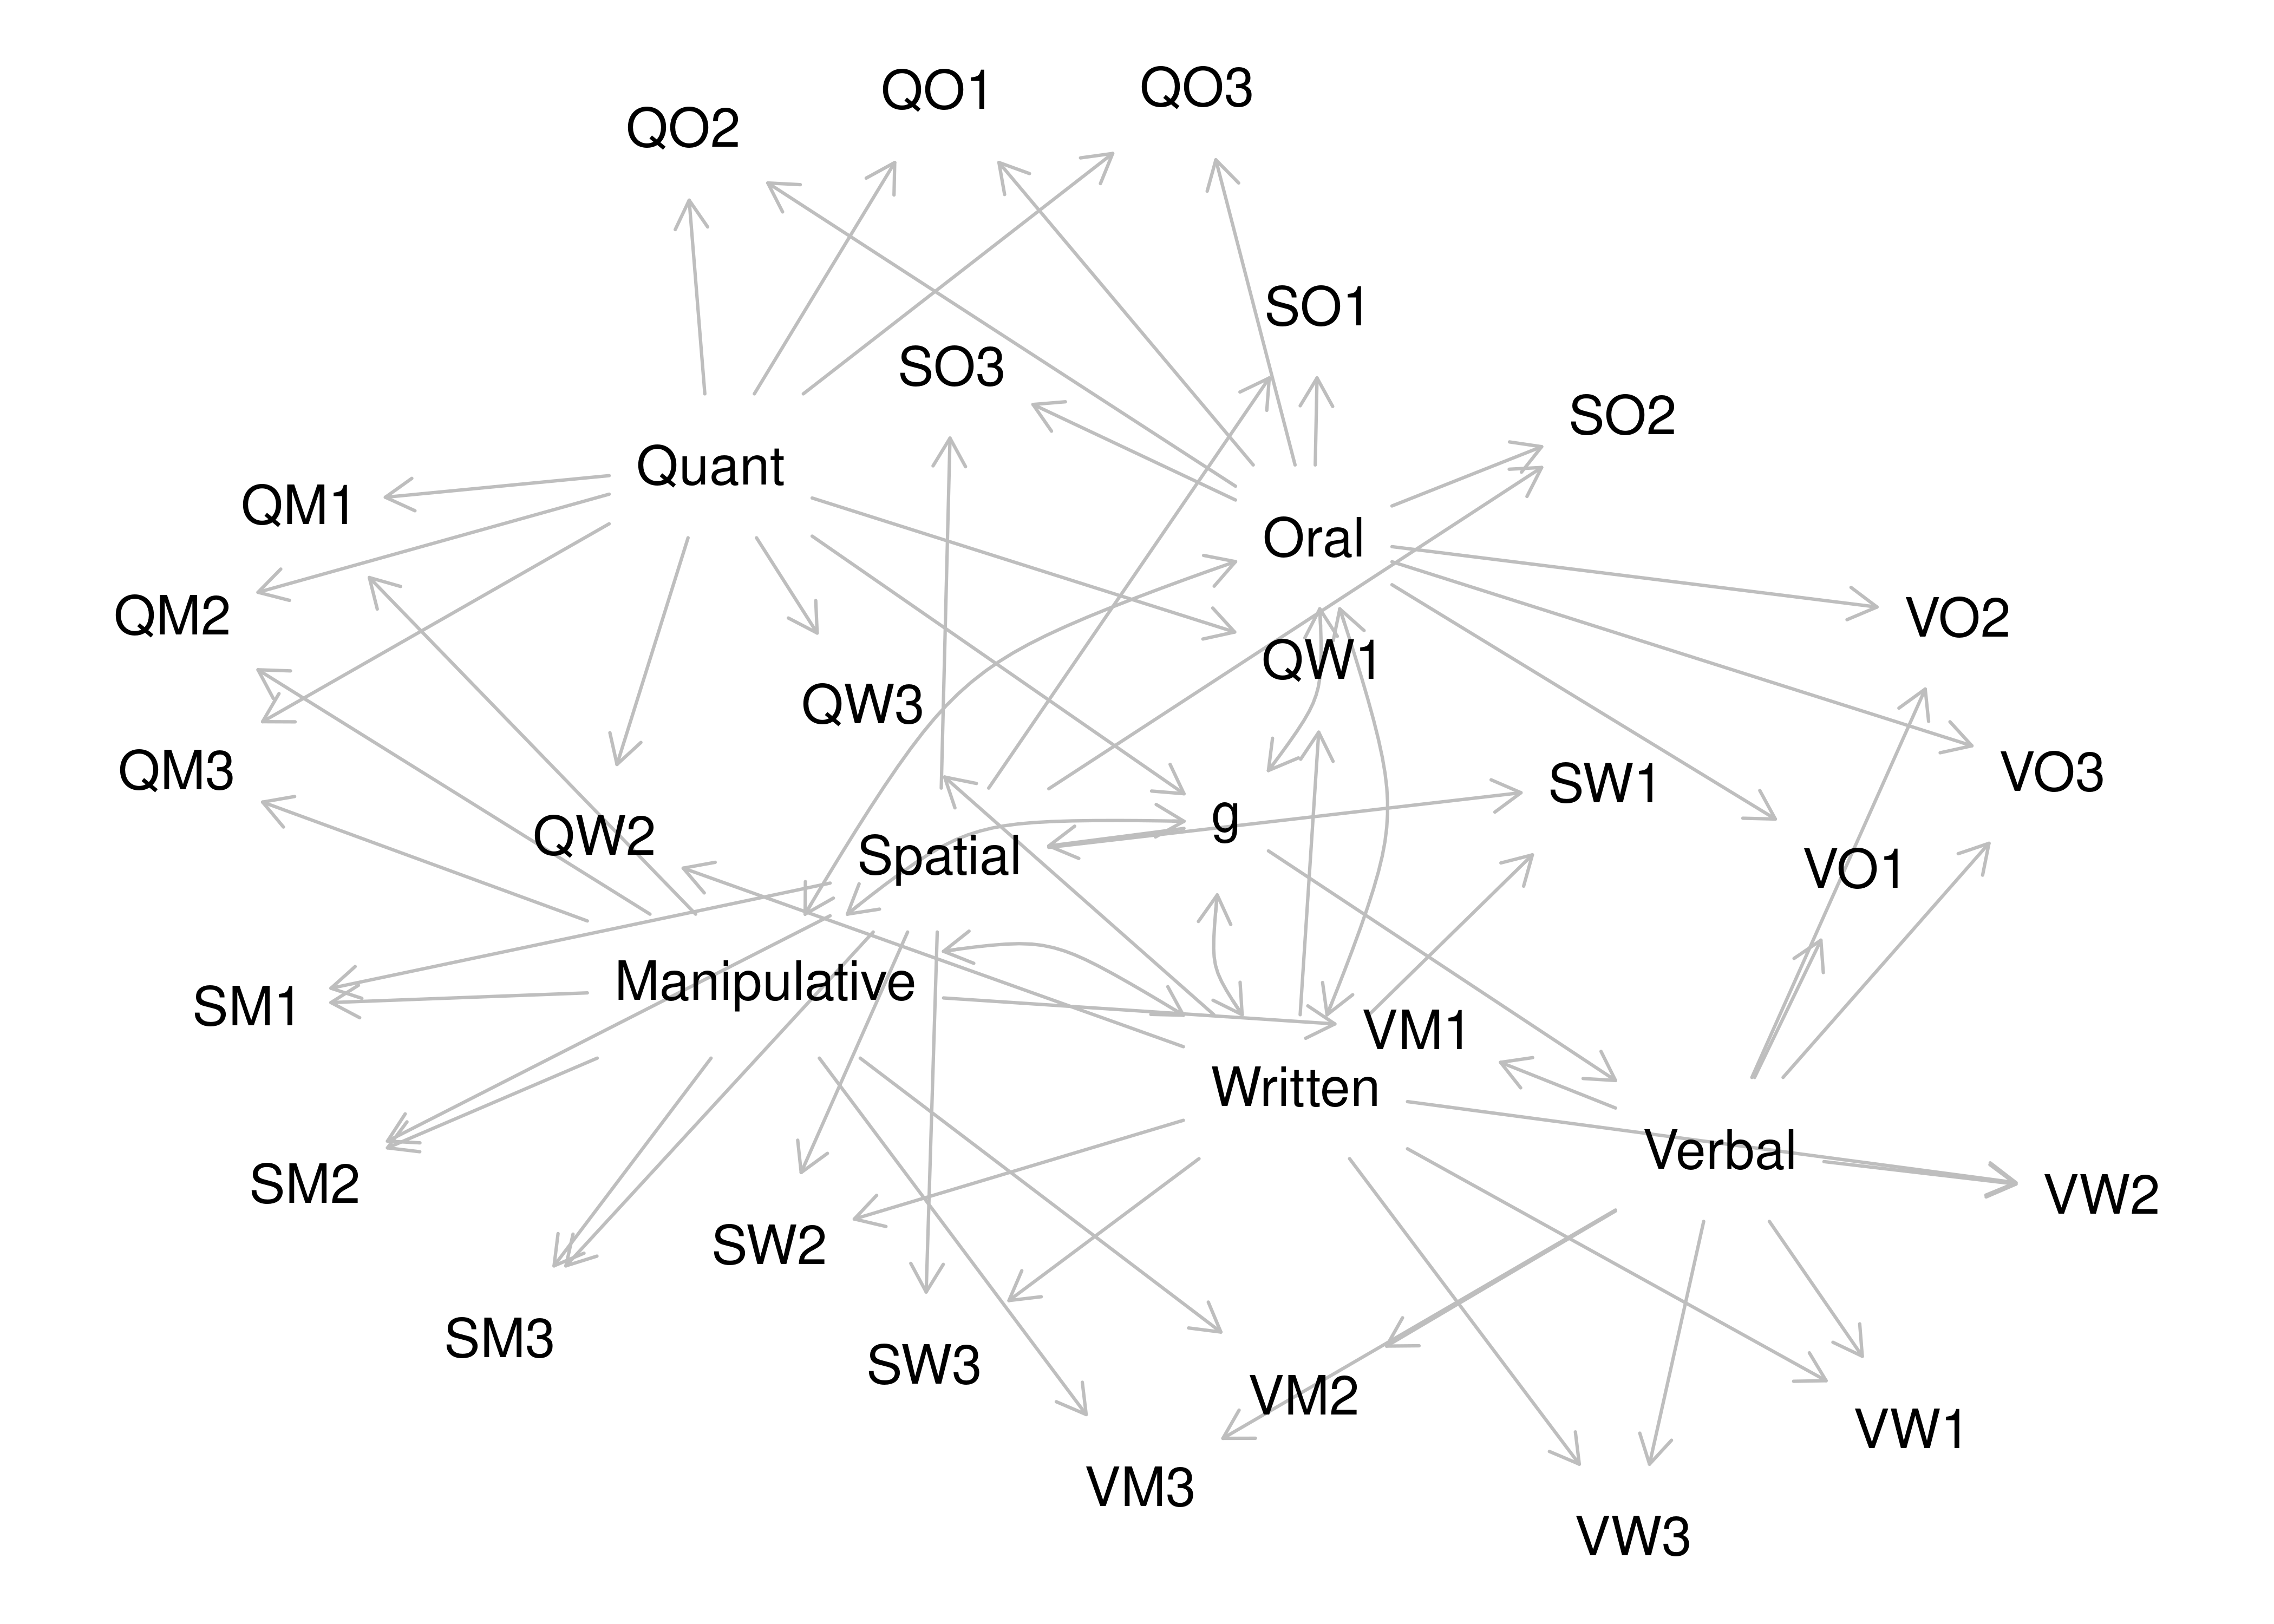 QO3
QO1
QO2
SO1
SO3
SO2
Quant
QM1
Oral
QM2
VO2
QW1
QW3
QM3
VO3
SW1
g
QW2
Spatial
VO1
Manipulative
SM1
VM1
Written
Verbal
SM2
VW2
SW2
SM3
SW3
VM2
VW1
VM3
VW3